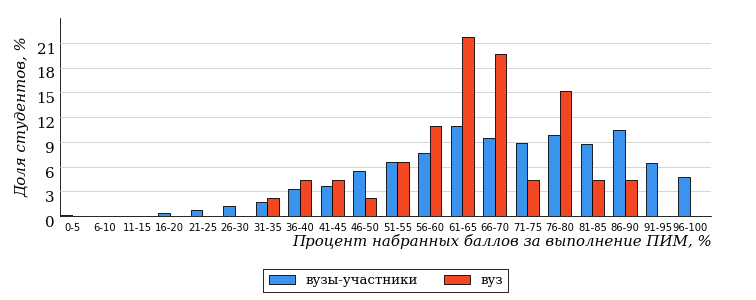 Доля студентов, %
21
18
15
12
9
6
3
0
0-5 6-10 11-15 16-20 21-25 26-30 31-35 36-40 41-45 46-50 51-55 56-60 61-65 66-70 71-75 76-80 81-85 86-90 91-95 96-100
Процент набранных баллов за выполнение ПИМ, %
вузы-участники вуз